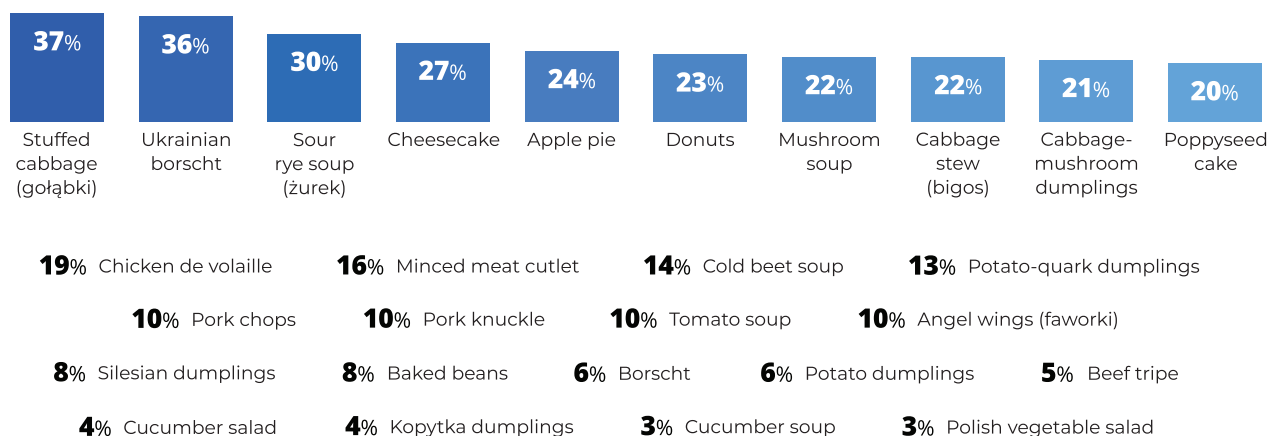 37% 36% 30% 27% 24% 23% 22% 22% 21% 20%
Stuffed cabbage (gołąbki)
Ukrainian borscht
Sour rye soup (żurek)
Cheesecake
Apple pie
Donuts
Mushroom soup
Cabbage stew (bigos)
Cabbage-mushroom dumplings
Poppyseed cake
19% Chicken de volaille 16% Minced meat cutlet 14% Cold beet soup 13% Potato-quark dumplings
10% Pork chops 10% Pork knuckle 10% Tomato soup 10% Angel wings (faworki)
8% Silesian dumplings 8% Baked beans 6% Borscht 6% Potato dumplings 5% Beef tripe
4% Cucumber salad 4% Kopytka dumplings 3% Cucumber soup 3% Polish vegetable salad